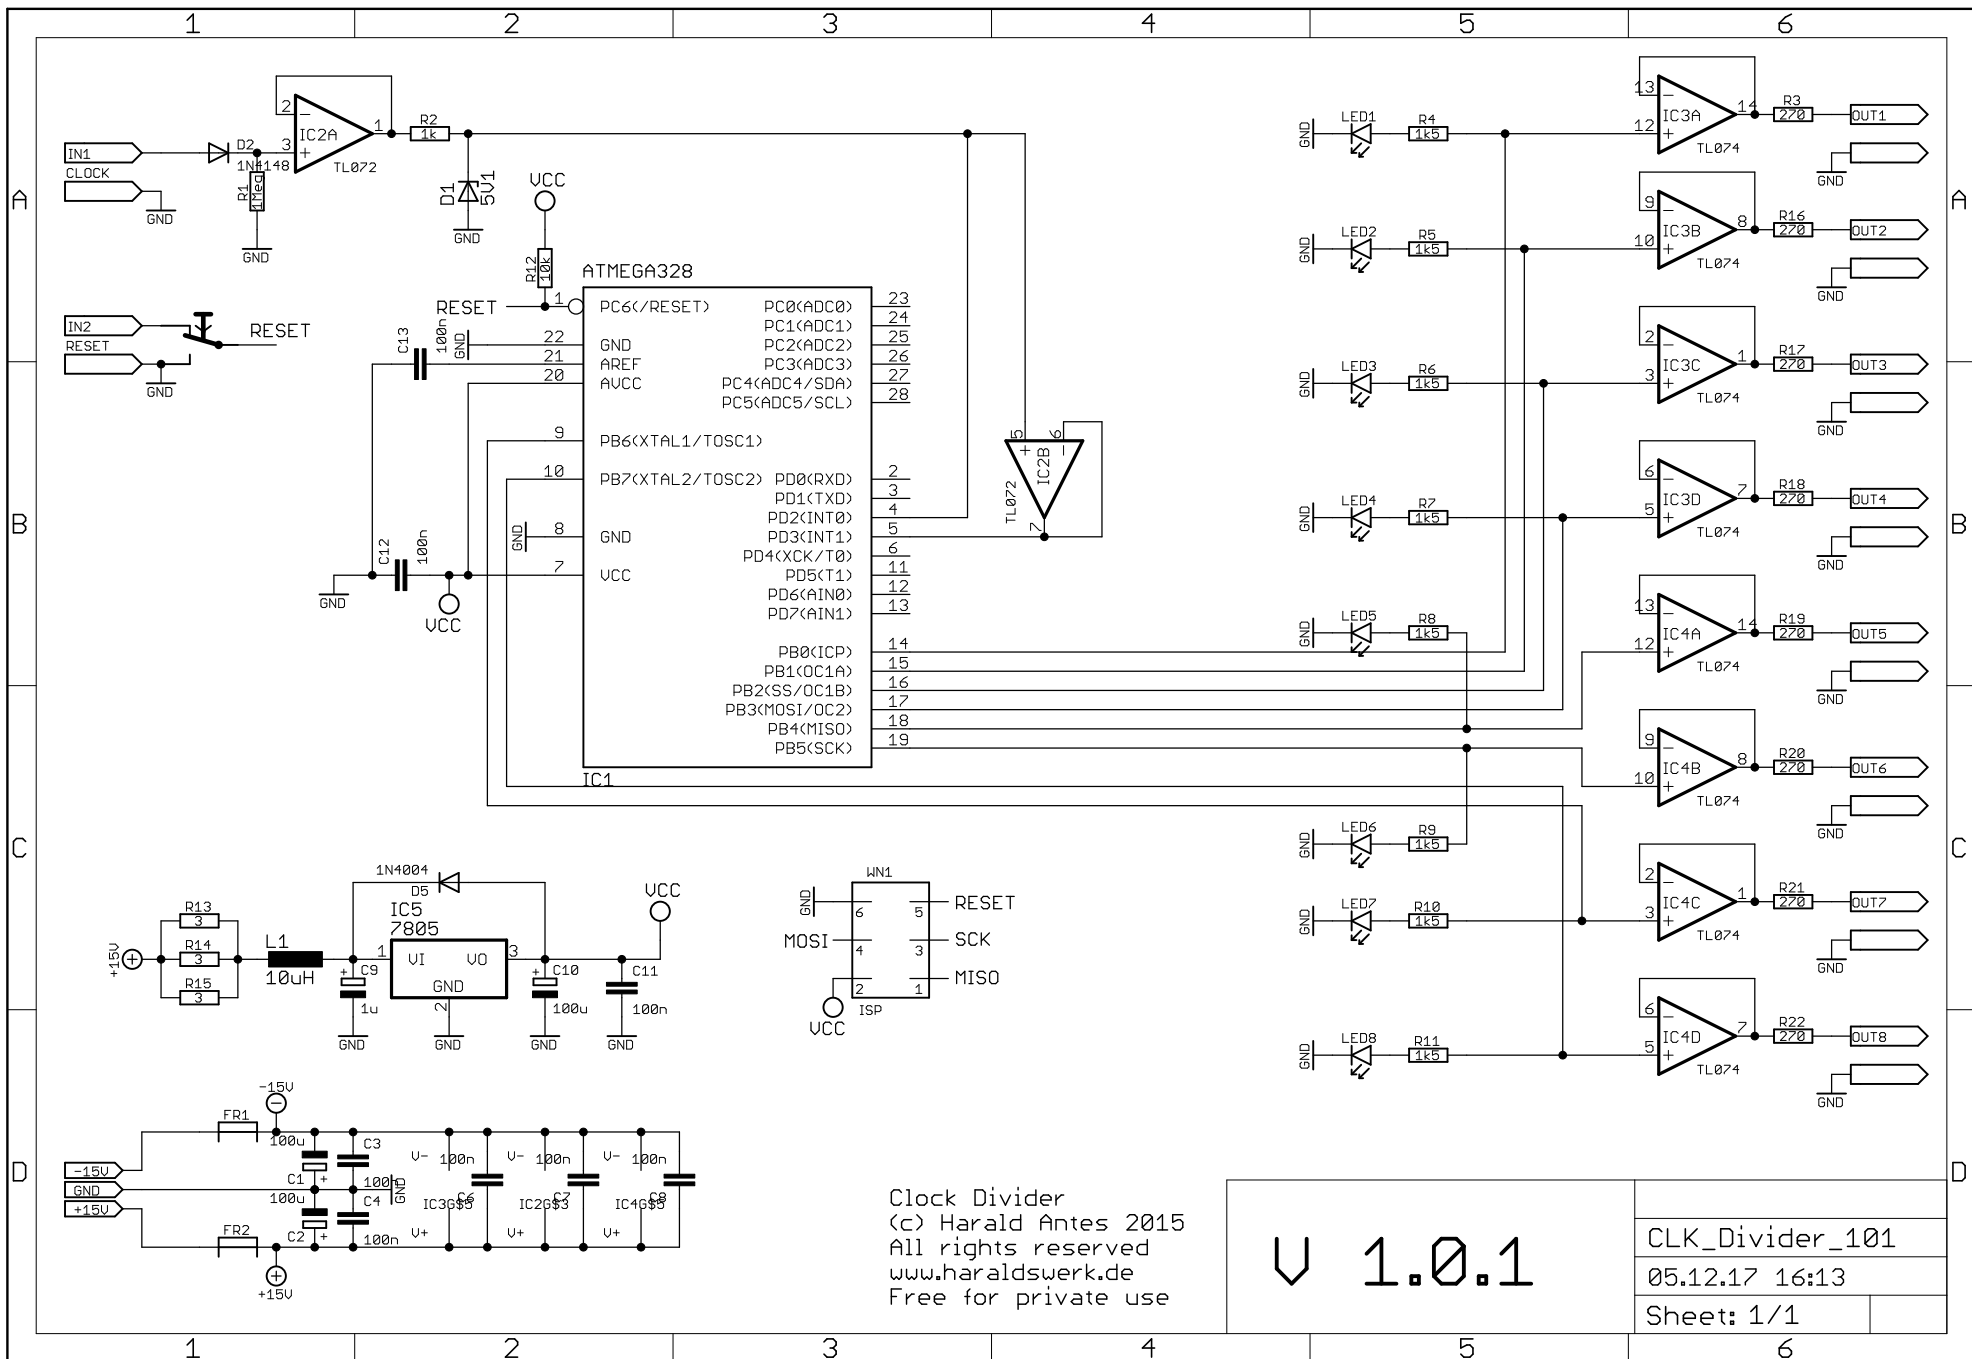 1 2 3 4 5 6
A
B
C
D
A
B
C
D
1 2 3 4 5 6
IN1
CLOCK
GND
D2
1N4148
R1
1Meg
GND
2
3
1
IC2A
TL072
R2
1k
D1
5V1
GND
VCC
R12
10k
IN2
RESET
GND
RESET
ATMEGA328
RESET
1 PC6(/RESET)
22 GND
21 AREF
20 AVCC
9 PB6(XTAL1/TOSC1)
10 PB7(XTAL2/TOSC2)
8 GND
7 VCC
PC0(ADC0) 23
PC1(ADC1) 24
PC2(ADC2) 25
PC3(ADC3) 26
PC4(ADC4/SDA) 27
PC5(ADC5/SCL) 28
PD0(RXD) 2
PD1(TXD) 3
PD2(INT0) 4
PD3(INT1) 5
PD4(XCK/T0) 6
PD5(T1) 11
PD6(AIN0) 12
PD7(AIN1) 13
PB0(ICP) 14
PB1(OC1A) 15
PB2(SS/OC1B) 16
PB3(MOSI/OC2) 17
PB4(MISO) 18
PB5(SCK) 19
IC1
C13
100n
GND
C12
100n
GND
GND
VCC
5
6
7
IC2B
TL072
GND LED1 R4 1k5
GND LED2 R5 1k5
GND LED3 R6 1k5
GND LED4 R7 1k5
GND LED5 R8 1k5
GND LED6 R9 1k5
GND LED7 R10 1k5
GND LED8 R11 1k5
13 12 14 IC3A TL074 R3 270 OUT1 GND
9 10 8 IC3B TL074 R16 270 OUT2 GND
2 3 1 IC3C TL074 R17 270 OUT3 GND
6 5 7 IC3D TL074 R18 270 OUT4 GND
13 12 14 IC4A TL074 R19 270 OUT5 GND
9 10 8 IC4B TL074 R20 270 OUT6 GND
2 3 1 IC4C TL074 R21 270 OUT7 GND
6 5 7 IC4D TL074 R22 270 OUT8 GND
+15V
R13
3
R14
3
R15
3
L1
10uH
1N4004
D5
IC5
7805
1 VI VO 3
GND
2
C9
1u
C10
100u
C11
100n
VCC
GND GND GND GND
WN1
GND 6 5 RESET
MOSI 4 3 SCK
2 1 MISO
VCC
ISP
-15V
FR1
-15V
GND
+15V
FR2
+15V
100u
C1
100u
C2
C3
100n
C4
100n
GND
V- 100n V- 100n V- 100n
IC3G$5 C6 IC2G$3 C7 IC4G$5 C8
V+ V+ V+
Clock Divider
(c) Harald Antes 2015
All rights reserved
www.haraldswerk.de
Free for private use
V 1.0.1
CLK_Divider_101
05.12.17 16:13
Sheet: 1/1